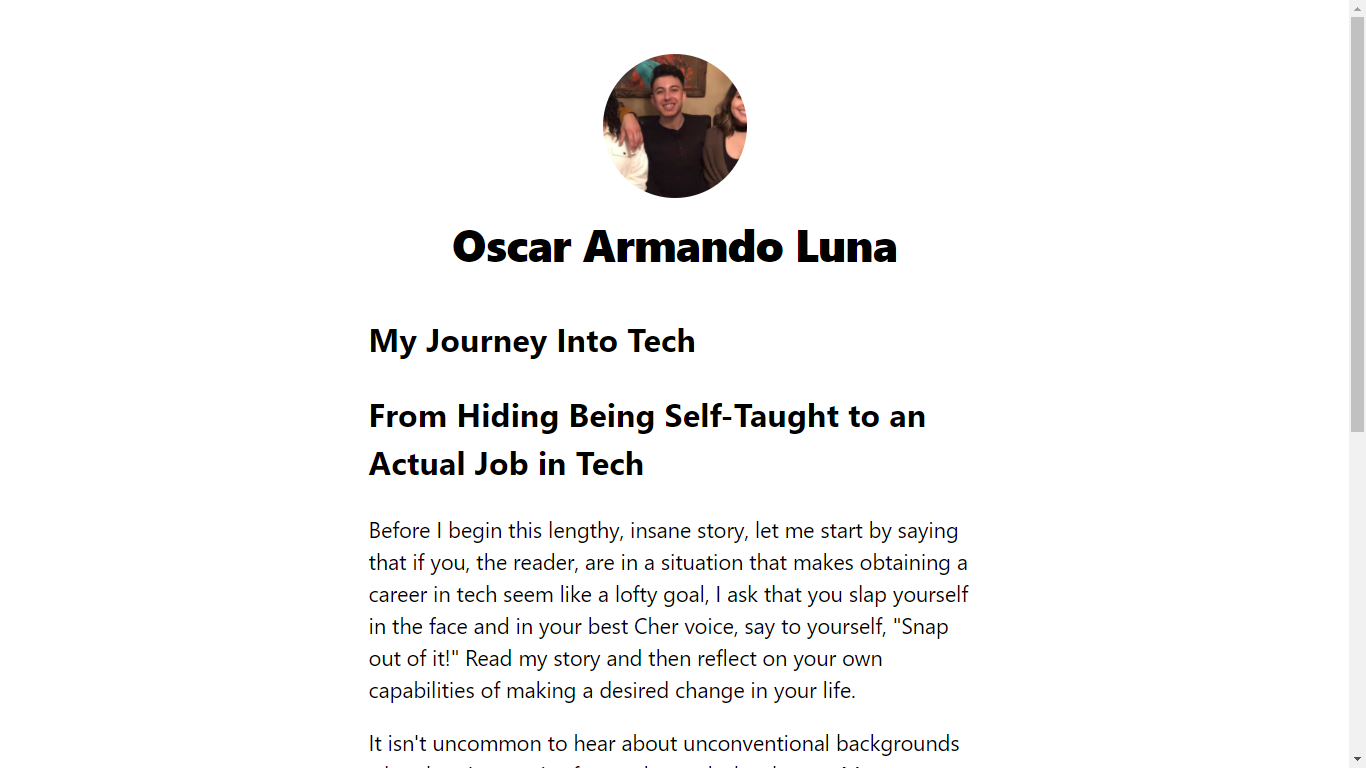 Oscar Armando Luna
My Journey Into Tech
From Hiding Being Self-Taught to an
Actual Job in Tech
Before I begin this lengthy, insane story, let me start by saying
that if you, the reader, are in a situation that makes obtaining a
career in tech seem like a lofty goal, I ask that you slap yourself
in the face and in your best Cher voice, say to yourself, "Snap
out of it!" Read my story and then reflect on your own
capabilities of making a desired change in your life.
It isn't uncommon to hear about unconventional backgrounds